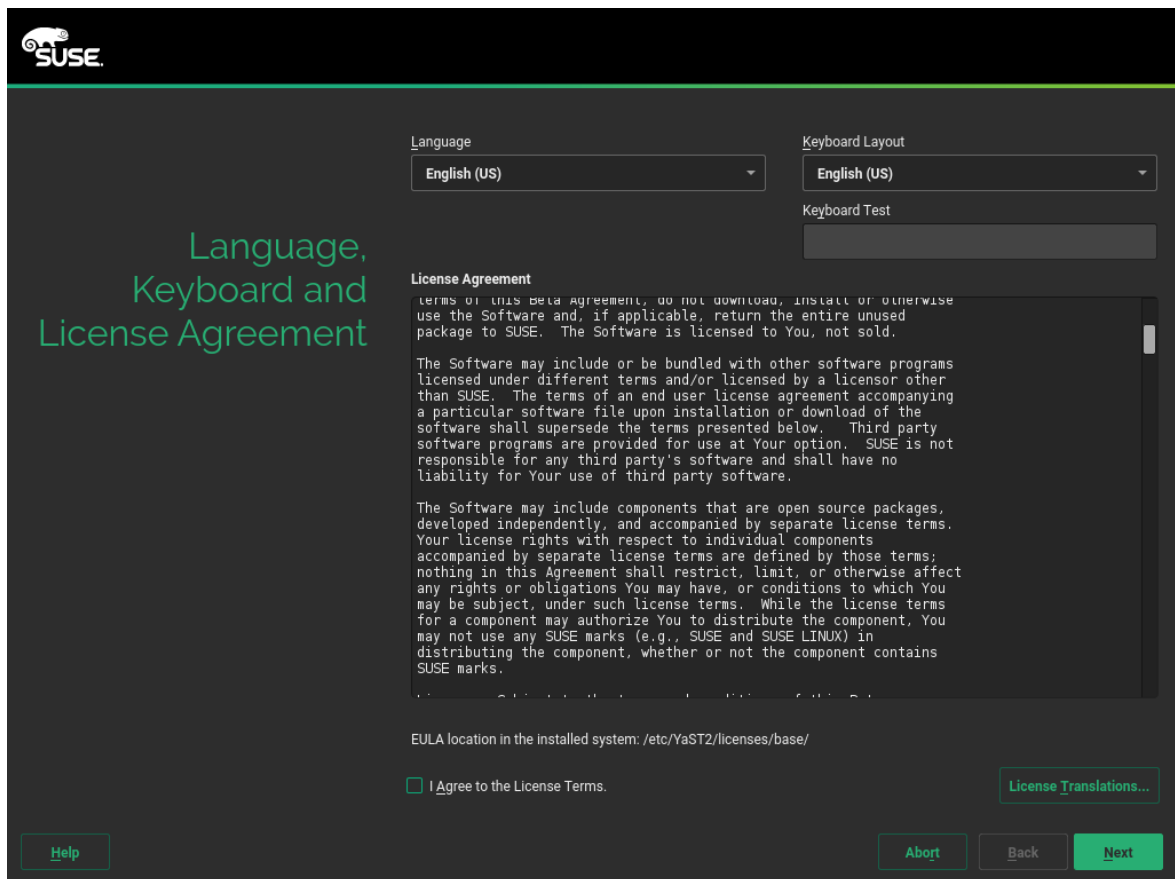 SUSE.
Language
Keyboard Layout
English (US)
English (US)
Keyboard Test
Language,
Keyboard and
License Agreement
License Agreement
terms of this Beta Agreement, do not download, install or otherwise
use the Software and, if applicable, return the entire unused
package to SUSE.  The Software is licensed to You, not sold.
The Software may include or be bundled with other software programs
licensed under different terms and/or licensed by a licensor other
than SUSE.  The terms of an end user license agreement accompanying
a particular software file upon installation or download of the
software shall supersede the terms presented below.   Third party
software programs are provided for use at Your option.  SUSE is not
responsible for any third party's software and shall have no
liability for Your use of third party software.
The Software may include components that are open source packages,
developed independently, and accompanied by separate license terms.
Your license rights with respect to individual components
accompanied by separate license terms are defined by those terms;
nothing in this Agreement shall restrict, limit, or otherwise affect
any rights or obligations You may have, or conditions to which You
may be subject, under such license terms.  While the license terms
for a component may authorize You to distribute the component, You
may not use any SUSE marks (e.g., SUSE and SUSE LINUX) in
distributing the component, whether or not the component contains
SUSE marks.
EULA location in the installed system: /etc/YaST2/licenses/base/
I Agree to the License Terms.
License Translations...
Help
Abort
Back
Next